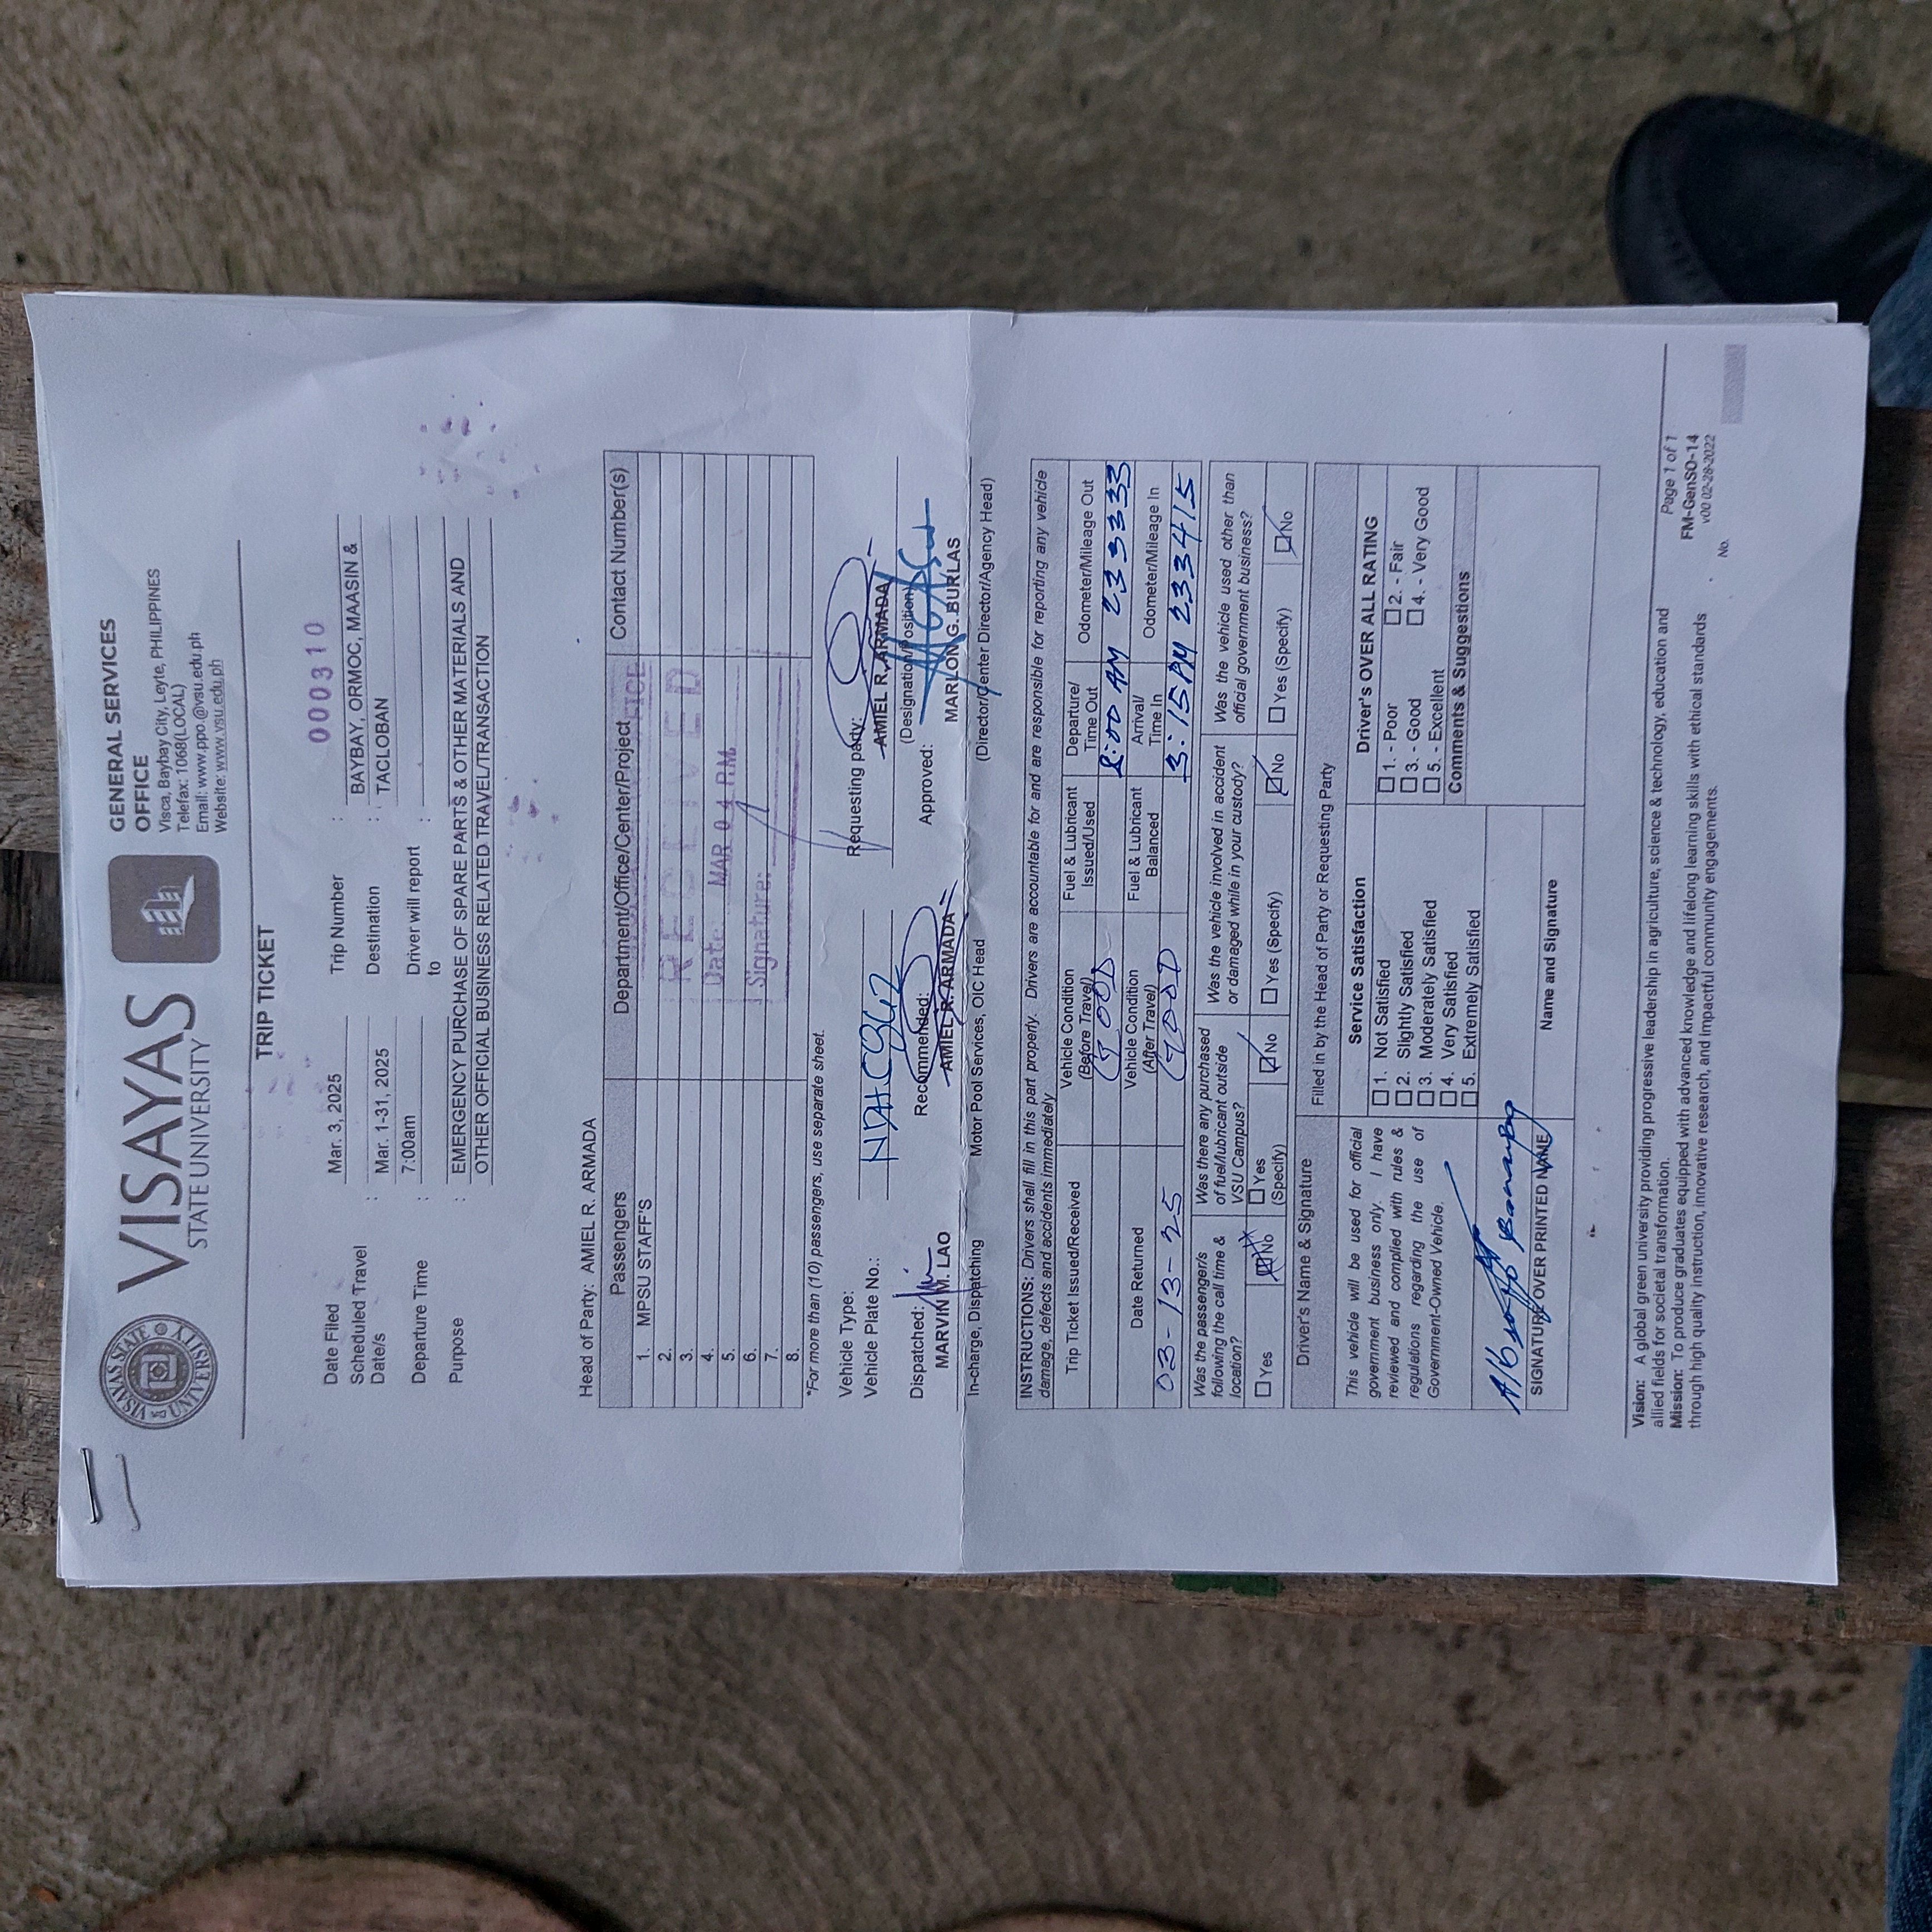 VISAYAS
STATE UNIVERSITY
GENERAL SERVICES
OFFICE
Visca, Baybay City, Leyte, PHILIPPINES
Telefax: 1068(LOCAL)
Email: www.ppo.@vsu.edu.ph
Website: www.vsu.edu.ph
TRIP TICKET
000310
Date Filed Mar. 3, 2025 Trip Number :
Scheduled Travel Date/s : Mar. 1-31, 2025 Destination : BAYBAY, ORMOC, MAASIN & TACLOBAN
Departure Time : 7:00am Driver will report to :
Purpose : EMERGENCY PURCHASE OF SPARE PARTS & OTHER MATERIALS AND
OTHER OFFICIAL BUSINESS RELATED TRAVEL/TRANSACTION
Head of Party: AMIEL R. ARMADA
Passengers Department/Office/Center/Project Contact Number(s)
1. MPSU STAFF'S
2.
3.
4.
5.
6.
7.
8.
RECEIVED
Date: MAR 04 P.M.
Signature:
*For more than (10) passengers, use separate sheet.
Vehicle Type:
Vehicle Plate No.:
Requesting party:
AMIEL R. ARMADA
(Designation/Position)
Dispatched:
MARVIN M. LAO
In-charge, Dispatching
Recommended:
AMIEL R. ARMADA
Motor Pool Services, OIC Head
Approved:
MARLON G. BURLAS
(Director/Center Director/Agency Head)
INSTRUCTIONS: Drivers shall fill in this part properly. Drivers are accountable for and are responsible for reporting any vehicle
damage, defects and accidents immediately
Trip Ticket Issued/Received Vehicle Condition (Before Travel) Fuel & Lubricant Issued/Used Departure/ Time Out Odometer/Mileage Out
GOOD 8:00 AM 233333
Date Returned Vehicle Condition (After Travel) Fuel & Lubricant Balanced Arrival/ Time In Odometer/Mileage In
03-13-25 GOOD 3:15 PM 233415
Was the passenger/s following the call time & location?
Yes No
Was there any purchased of fuel/lubricant outside VSU Campus?
Yes (Specify) No
Was the vehicle involved in accident or damaged while in your custody?
Yes (Specify) No
Was the vehicle used other than official government business?
Yes (Specify) No
Driver's Name & Signature Filled in by the Head of Party or Requesting Party
This vehicle will be used for official
government business only. I have
reviewed and complied with rules &
regulations regarding the use of
Government-Owned Vehicle.
SIGNATURE OVER PRINTED NAME
Service Satisfaction
1. Not Satisfied
2. Slightly Satisfied
3. Moderately Satisfied
4. Very Satisfied
5. Extremely Satisfied
Name and Signature
Driver's OVER ALL RATING
1. - Poor 2. - Fair
3. - Good 4. - Very Good
5. - Excellent
Comments & Suggestions
Vision: A global green university providing progressive leadership in agriculture, science & technology, education and
allied fields for societal transformation.
Mission: To produce graduates equipped with advanced knowledge and lifelong learning skills with ethical standards
through high quality instruction, innovative research, and impactful community engagements.
Page 1 of 1
FM-GenSO-14
v00 02-28-2022
No.